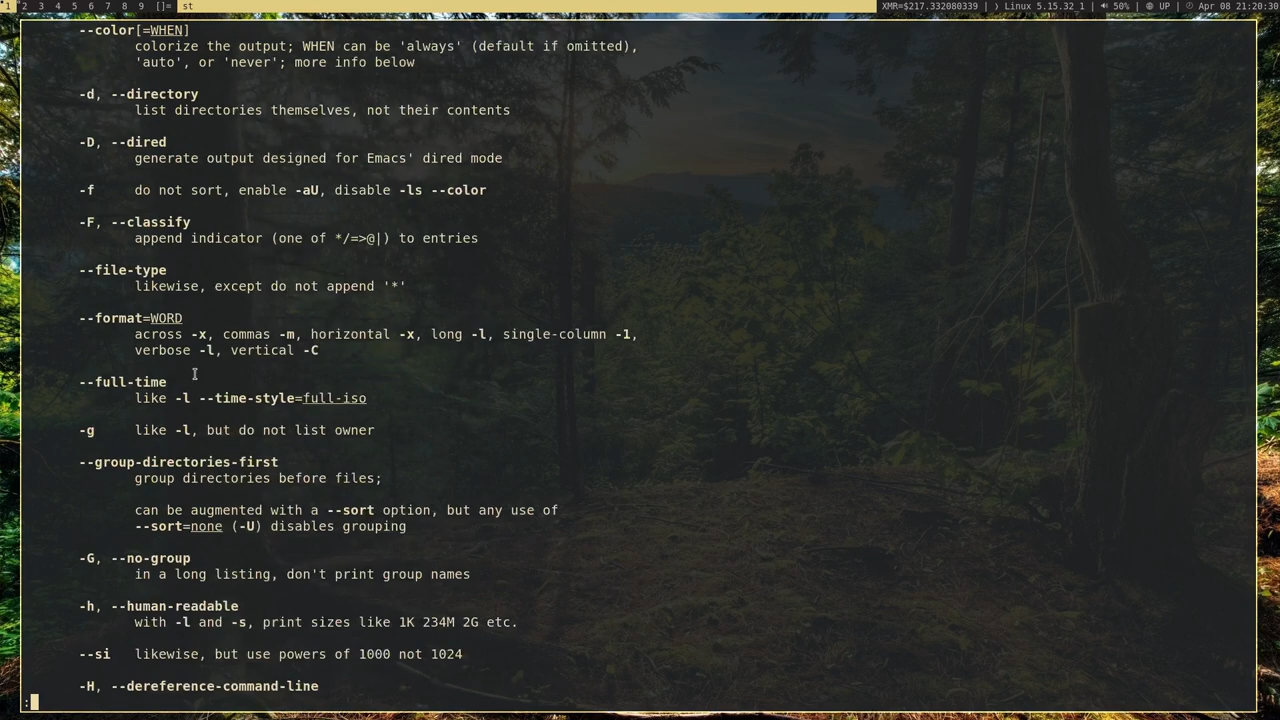 1 2 3 4 5 6 7 8 9 []= st XMR=$217.332080339 | ) Linux 5.15.32 1 | 50% | UP | Apr 08 21:20:30
--color[=WHEN]
colorize the output; WHEN can be 'always' (default if omitted),
'auto', or 'never'; more info below
-d, --directory
list directories themselves, not their contents
-D, --dired
generate output designed for Emacs' dired mode
-f do not sort, enable -aU, disable -ls --color
-F, --classify
append indicator (one of */=>@|) to entries
--file-type
likewise, except do not append '*'
--format=WORD
across -x, commas -m, horizontal -x, long -l, single-column -1,
verbose -l, vertical -C
--full-time
like -l --time-style=full-iso
-g like -l, but do not list owner
--group-directories-first
group directories before files;
can be augmented with a --sort option, but any use of
--sort=none (-U) disables grouping
-G, --no-group
in a long listing, don't print group names
-h, --human-readable
with -l and -s, print sizes like 1K 234M 2G etc.
--si likewise, but use powers of 1000 not 1024
-H, --dereference-command-line
: